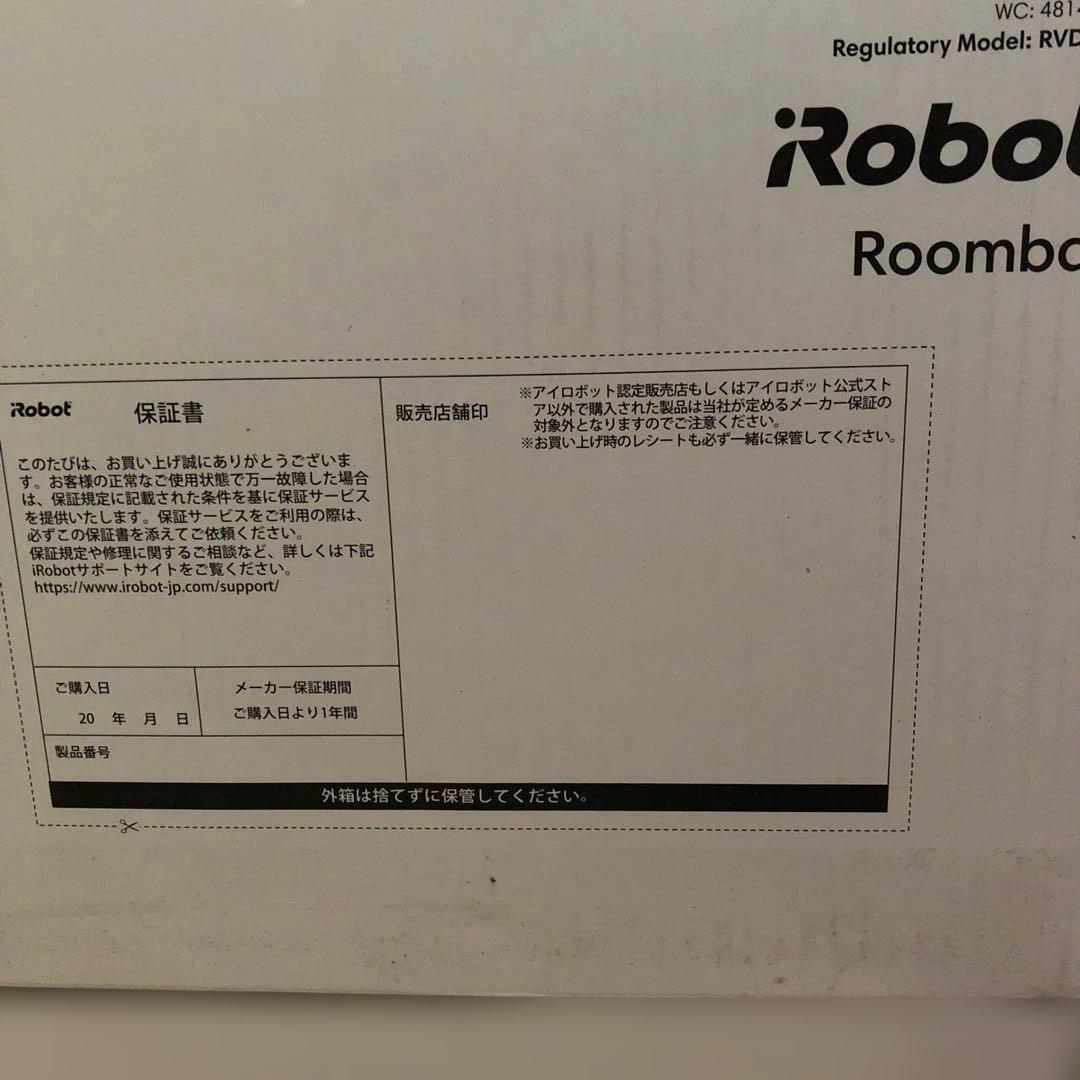 WC: 4814
Regulatory Model: RVD
iRobot
Roomba
iRobot 保証書
このたびは、お買い上げ誠にありがとうございま
す。お客様の正常なご使用状態で万一故障した場合
は、保証規定に記載された条件を基に保証サービス
を提供いたします。保証サービスをご利用の際は、
必ずこの保証書を添えてご依頼ください。
保証規定や修理に関するご相談など、詳しくは下記
iRobotサポートサイトをご覧ください。
https://www.irobot-jp.com/support/
ご購入日
20 年 月 日
メーカー保証期間
ご購入日より1年間
製品番号
販売店舗印
※アイロボット認定販売店もしくはアイロボット公式スト
ア以外で購入された製品は当社が定めるメーカー保証の
対象外となりますのでご注意ください。
※お買い上げ時のレシートも必ず一緒に保管してください。
外箱は捨てずに保管してください。